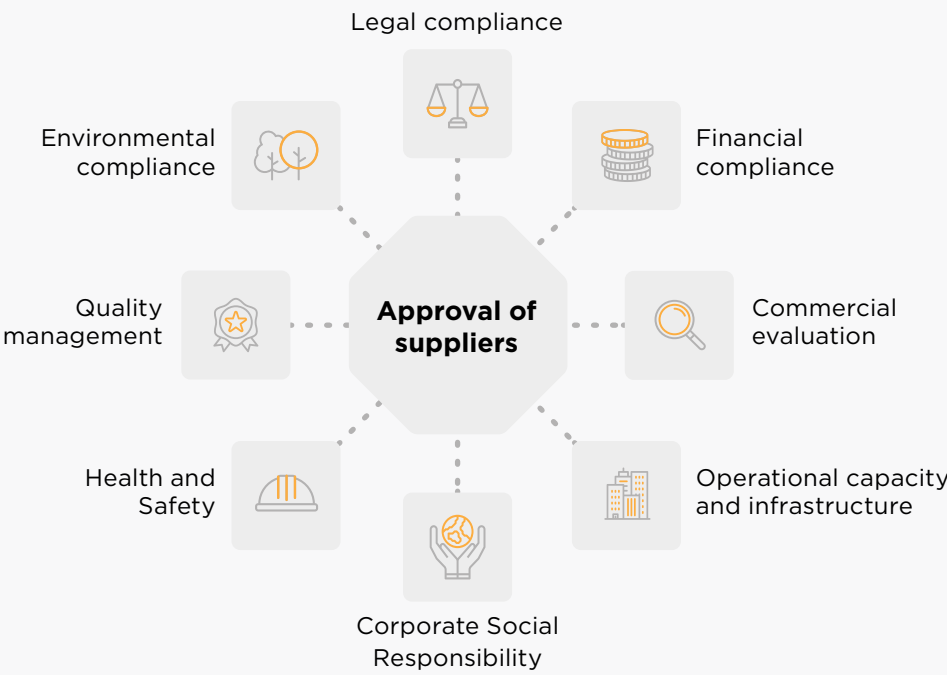 Legal compliance
Environmental
compliance
Financial
compliance
Quality
management
Approval of
suppliers
Commercial
evaluation
Health and
Safety
Operational capacity
and infrastructure
Corporate Social
Responsibility